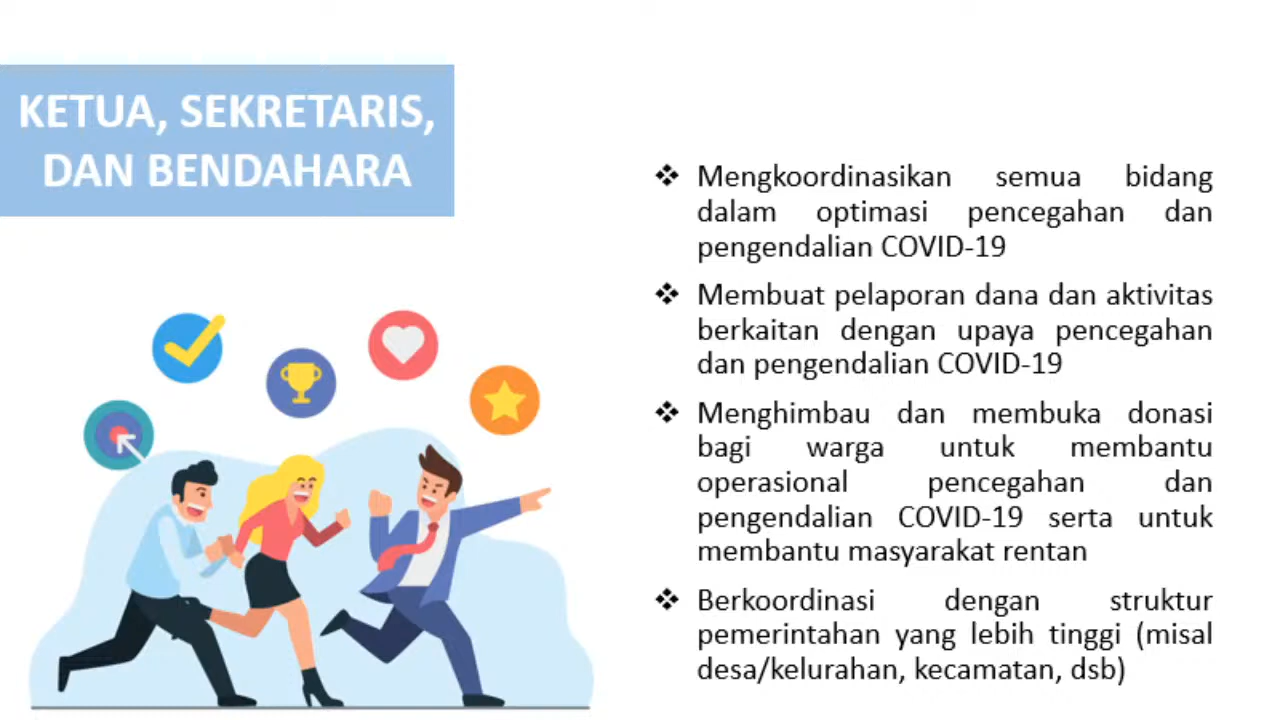 KETUA, SEKRETARIS,
DAN BENDAHARA
❖ Mengkoordinasikan semua bidang
dalam optimasi pencegahan dan
pengendalian COVID-19
❖ Membuat pelaporan dana dan aktivitas
berkaitan dengan upaya pencegahan
dan pengendalian COVID-19
❖ Menghimbau dan membuka donasi
bagi warga untuk membantu
operasional pencegahan dan
pengendalian COVID-19 serta untuk
membantu masyarakat rentan
❖ Berkoordinasi dengan struktur
pemerintahan yang lebih tinggi (misal
desa/kelurahan, kecamatan, dsb)